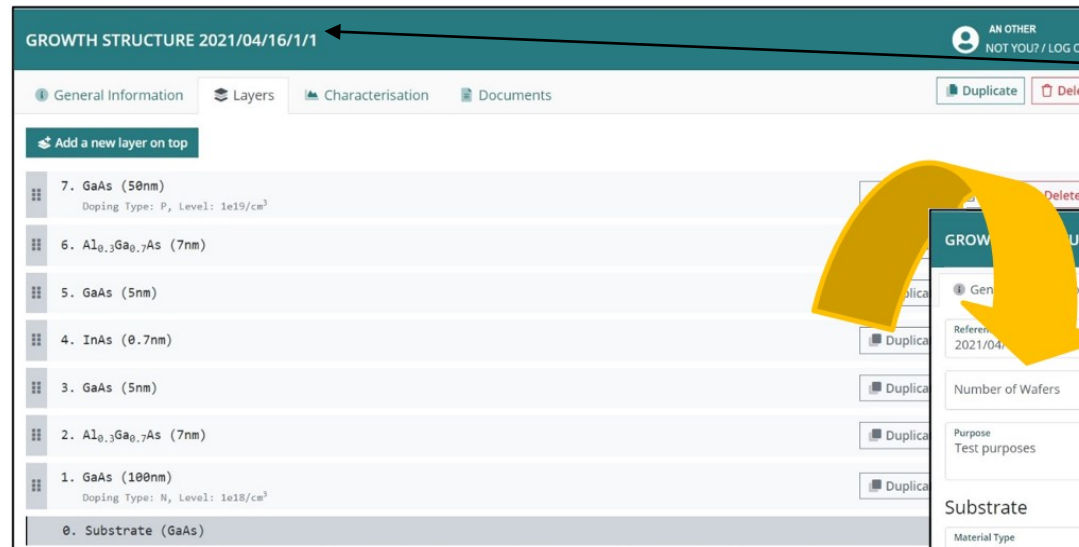 GROWTH STRUCTURE 2021/04/16/1/1
AN OTHER
NOT YOU? / LOG
General Information
Layers
Characterisation
Documents
Duplicate
Add a new layer on top
7. GaAs (50nm)
Doping Type: P, Level: 1e19/cm³
Delete
6. Al₀.₃Ga₀.₇As (7nm)
5. GaAs (5nm)
4. InAs (0.7nm)
3. GaAs (5nm)
2. Al₀.₃Ga₀.₇As (7nm)
1. GaAs (100nm)
Doping Type: N, Level: 1e18/cm³
0. Substrate (GaAs)
2021/04/
Number of Wafers
Purpose
Test purposes
Substrate
Material Type